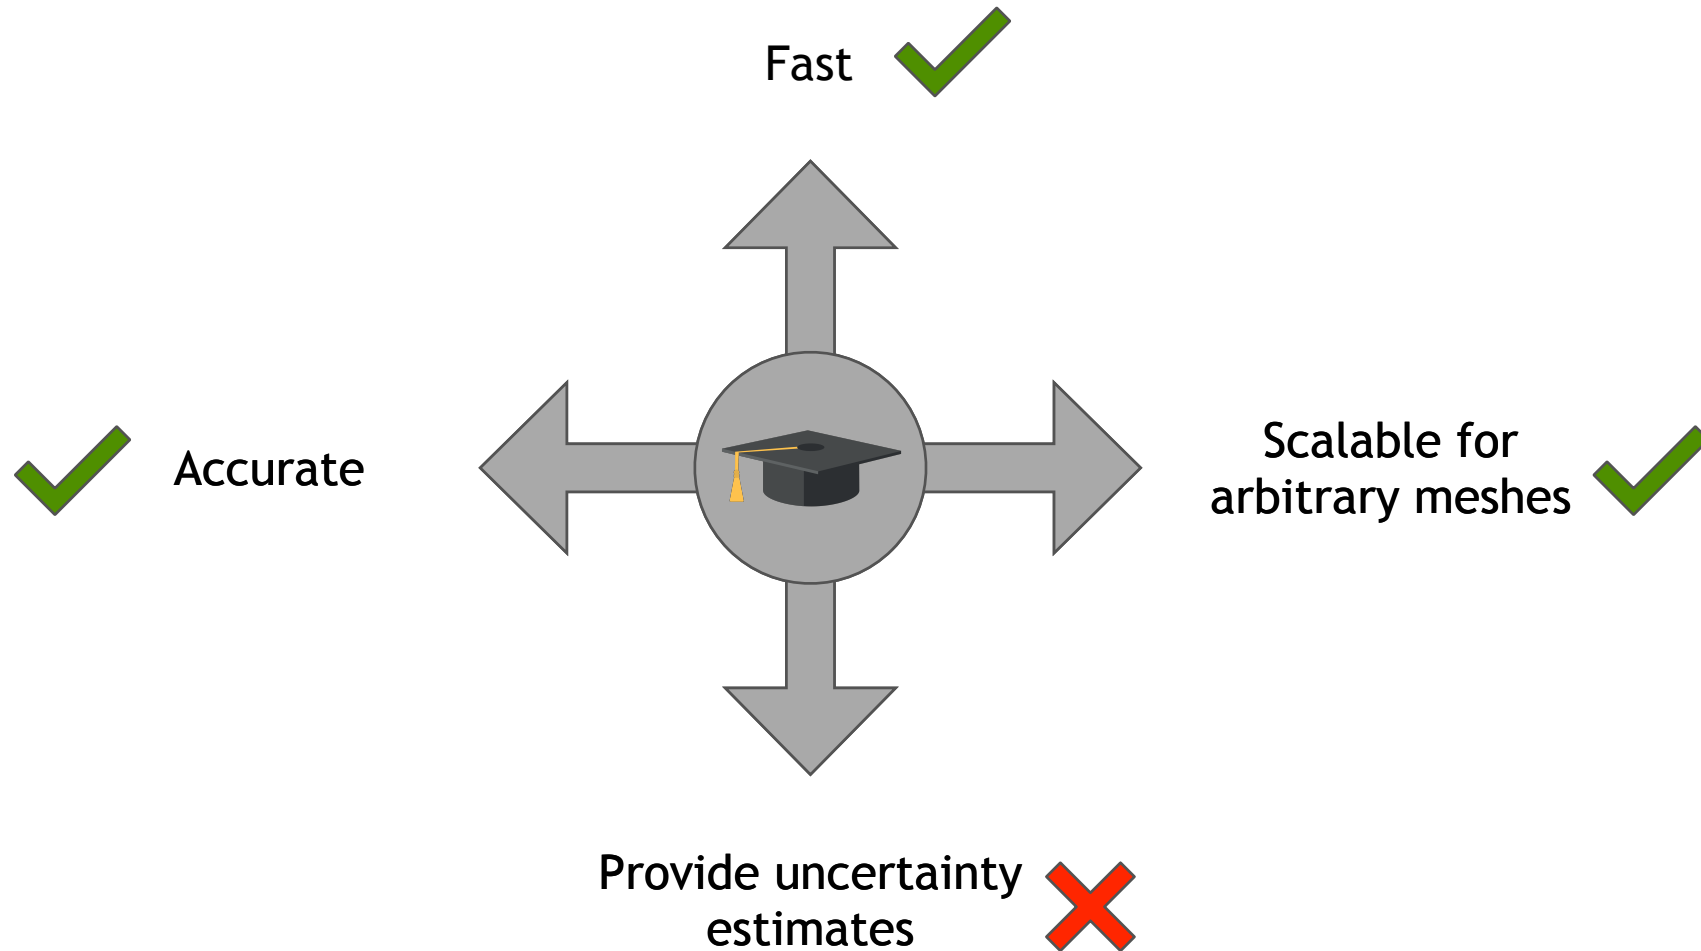 Fast
Accurate
Scalable for
arbitrary meshes
Provide uncertainty
estimates